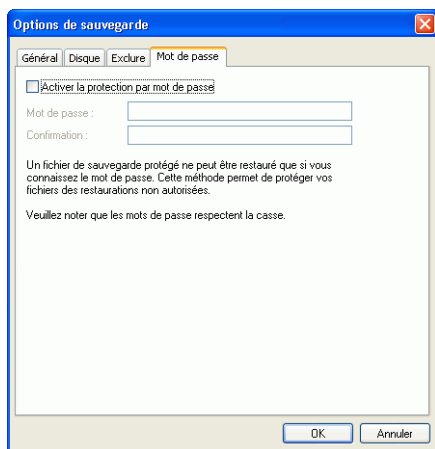 Options de sauvegarde
Général Disque Exclure Mot de passe
Activer la protection par mot de passe
Mot de passe :
Confirmation :
Un fichier de sauvegarde protégé ne peut être restauré que si vous
connaissez le mot de passe. Cette méthode permet de protéger vos
fichiers des restaurations non autorisées.
Veuillez noter que les mots de passe respectent la casse.
OK Annuler